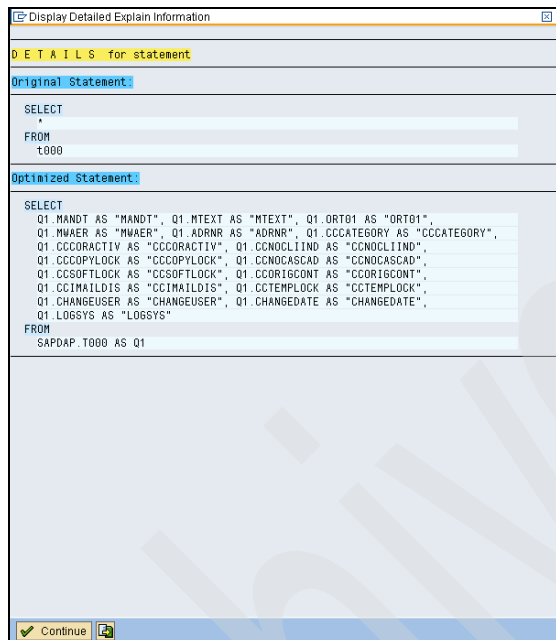 Display Detailed Explain Information
D E T A I L S for statement
Original Statement:
SELECT
*
FROM
t000
Optimized Statement:
SELECT
Q1.MANDT AS "MANDT", Q1.MTEXT AS "MTEXT", Q1.ORT01 AS "ORT01",
Q1.MWAER AS "MWAER", Q1.ADRNR AS "ADRNR", Q1.CCCATEGORY AS "CCCATEGORY",
Q1.CCCORACTIV AS "CCCORACTIV", Q1.CCNOCLIIND AS "CCNOCLIIND",
Q1.CCCOPYLOCK AS "CCCOPYLOCK", Q1.CCNOCASCAD AS "CCNOCASCAD",
Q1.CCSOFTLOCK AS "CCSOFTLOCK", Q1.CCORIGCONT AS "CCORIGCONT",
Q1.CCIMAILDIS AS "CCIMAILDIS", Q1.CCTEMPLOCK AS "CCTEMPLOCK",
Q1.CHANGEUSER AS "CHANGEUSER", Q1.CHANGEDATE AS "CHANGEDATE",
Q1.LOGSYS AS "LOGSYS"
FROM
SAPDAP.T000 AS Q1
Continue